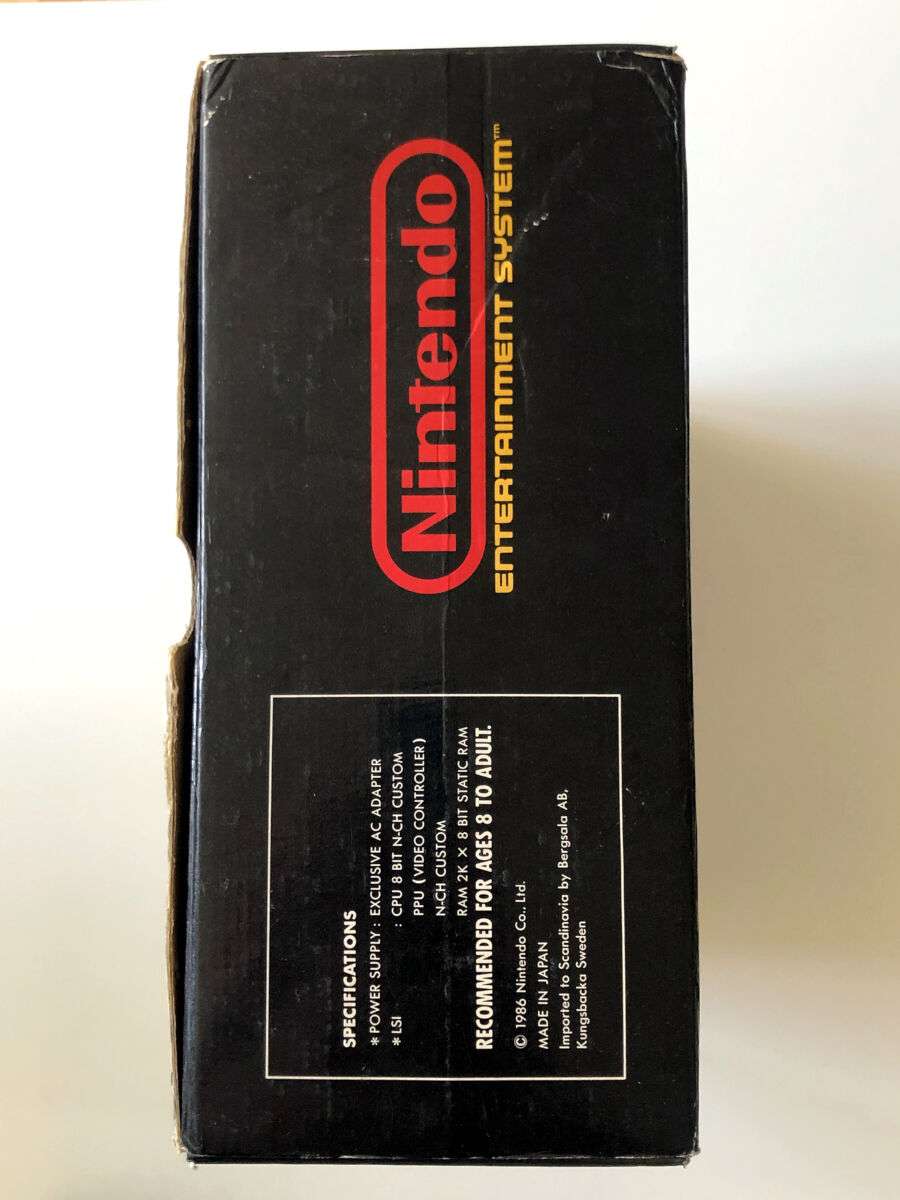 Nintendo
ENTERTAINMENT SYSTEM™
SPECIFICATIONS
*POWER SUPPLY : EXCLUSIVE AC ADAPTER
*LSI : CPU 8 BIT N-CH CUSTOM
PPU (VIDEO CONTROLLER)
N-CH CUSTOM
RAM 2K × 8 BIT STATIC RAM
RECOMMENDED FOR AGES 8 TO ADULT.
© 1986 Nintendo Co., Ltd.
MADE IN JAPAN
Imported to Scandinavia by Bergsala AB,
Kungsbacka Sweden